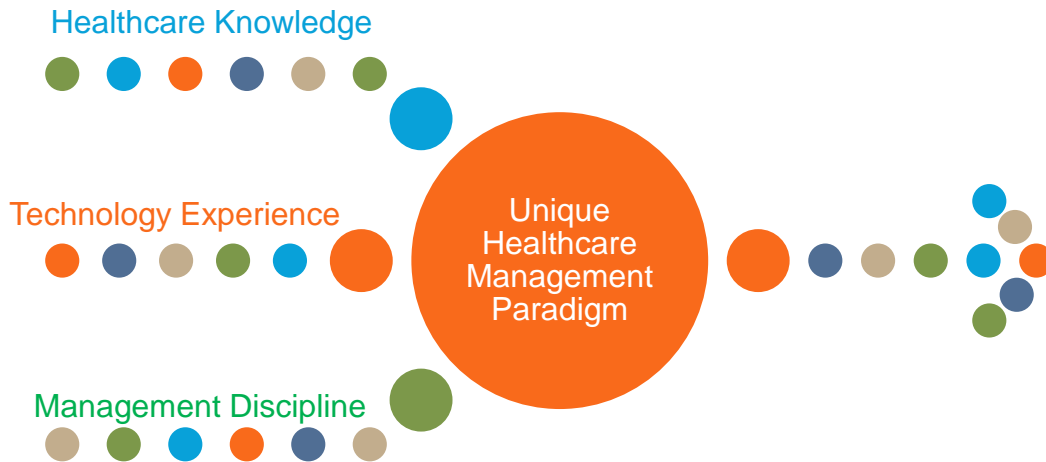 Healthcare Knowledge
Technology Experience
Unique
Healthcare
Management
Paradigm
Management Discipline